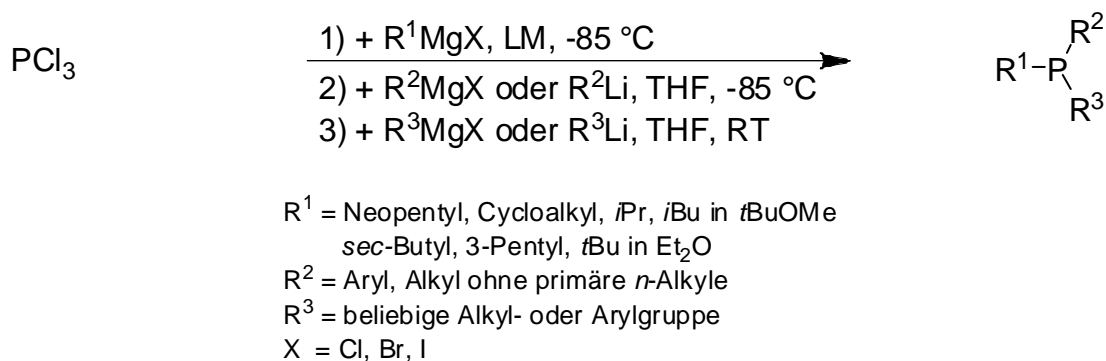 PCl₃
1) + R¹MgX, LM, -85 °C
2) + R²MgX oder R²Li, THF, -85 °C
3) + R³MgX oder R³Li, THF, RT
R¹–P
R²
R³
R¹ = Neopentyl, Cycloalkyl, iPr, iBu in tBuOMe
sec-Butyl, 3-Pentyl, tBu in Et₂O
R² = Aryl, Alkyl ohne primäre n-Alkyle
R³ = beliebige Alkyl- oder Arylgruppe
X = Cl, Br, I